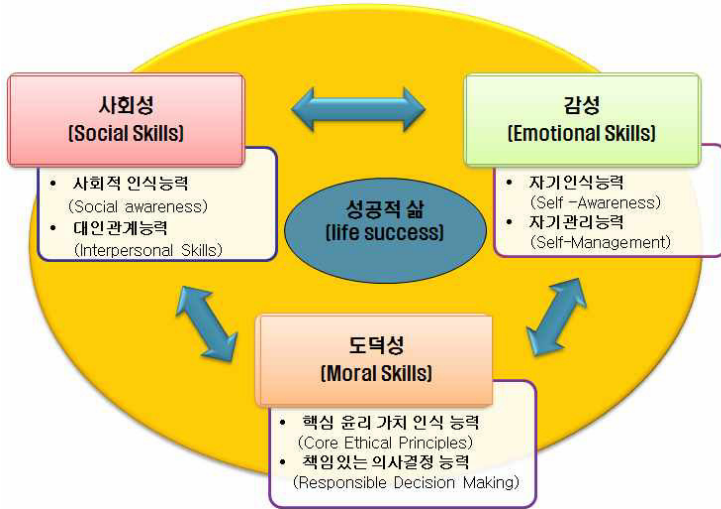 사회성
(Social Skills)
• 사회적 인식능력
(Social awareness)
• 대인관계능력
(Interpersonal Skills)
감성
(Emotional Skills)
• 자기인식능력
(Self -Awareness)
• 자기관리능력
(Self-Management)
성공적 삶
(life success)
도덕성
(Moral Skills)
• 핵심 윤리 가치 인식 능력
(Core Ethical Principles)
• 책임있는 의사결정 능력
(Responsible Decision Making)